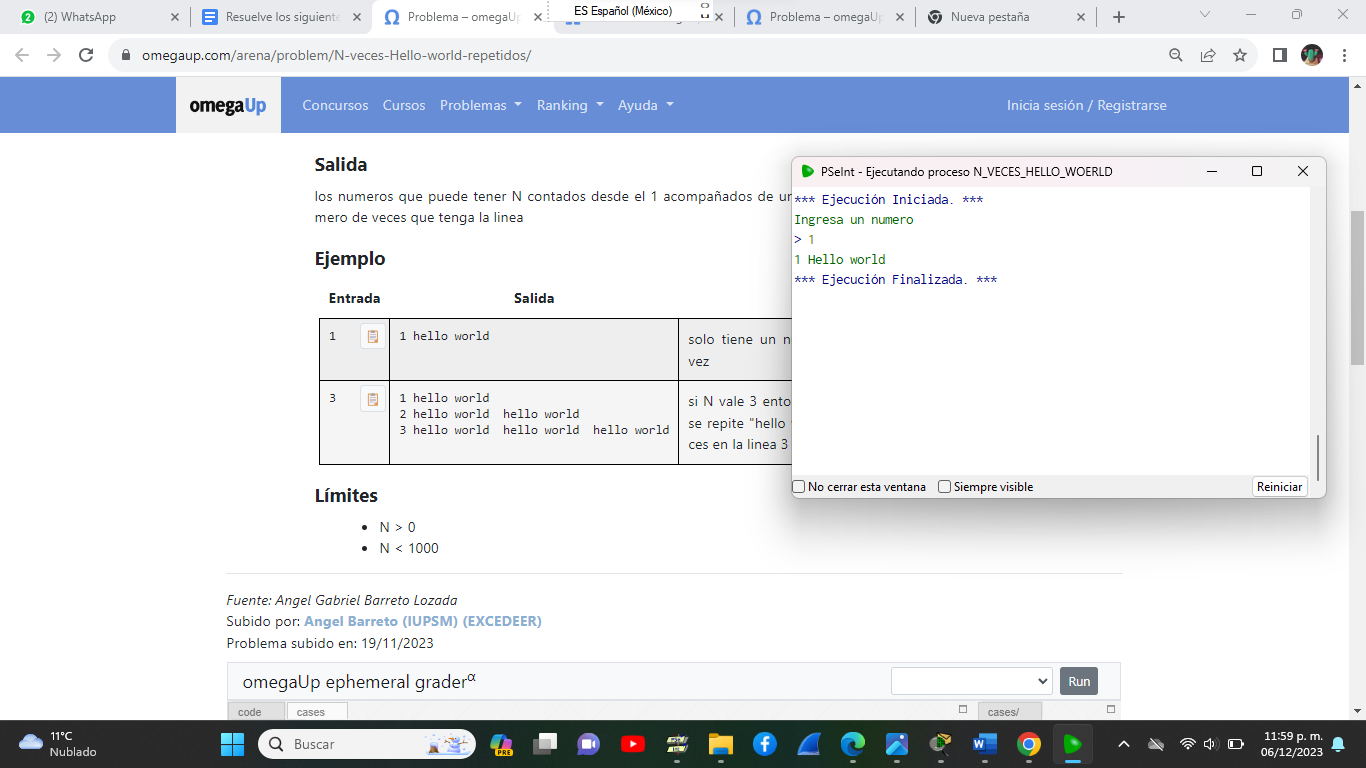 (2) WhatsApp
Resuelve los siguiente
Problema – omegaUp
ES Español (México)
Problema – omegaUp
Nueva pestaña
omegaup.com/arena/problem/N-veces-Hello-world-repetidos/
omegaUp
Concursos Cursos Problemas Ranking Ayuda Inicia sesión / Registrarse
Salida
los numeros que puede tener N contados desde el 1 acompañados de un
mero de veces que tenga la linea
Ejemplo
Entrada Salida
1 1 hello world solo tiene un n
vez
3 1 hello world
2 hello world hello world
3 hello world hello world hello world
si N vale 3 ento
se repite "hello
ces en la linea 3
Límites
N > 0
N < 1000
Fuente: Angel Gabriel Barreto Lozada
Subido por: Angel Barreto (IUPSM) (EXCEDEER)
Problema subido en: 19/11/2023
omegaUp ephemeral graderα
Run
code cases cases/
PSeInt - Ejecutando proceso N_VECES_HELLO_WOERLD
*** Ejecución Iniciada. ***
Ingresa un numero
> 1
1 Hello world
*** Ejecución Finalizada. ***
No cerrar esta ventana Siempre visible Reiniciar
11°C
Nublado
Buscar
PRE
11:59 p. m.
06/12/2023